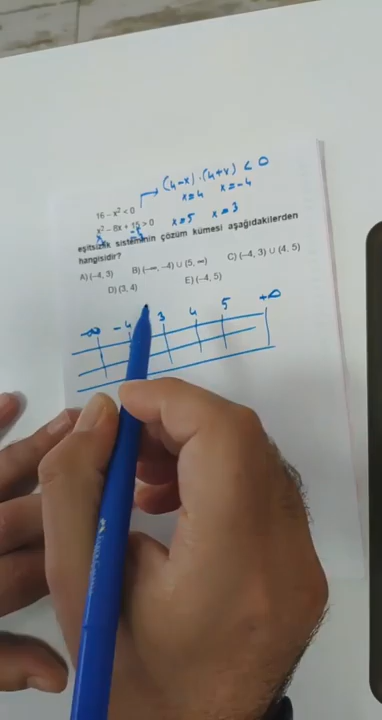 16 – x² < 0
(4-x).(4+x) < 0
x=4 x=-4
x² – 8x + 15 > 0
x -5
x=5 x=3
eşitsizlik sisteminin çözüm kümesi aşağıdakilerden
hangisidir?
A) (–4, 3) B) (–∞, –4) ∪ (5, ∞) C) (–4, 3) ∪ (4, 5)
D) (3, 4) E) (–4, 5)
-∞ -4 3 4 5 +∞